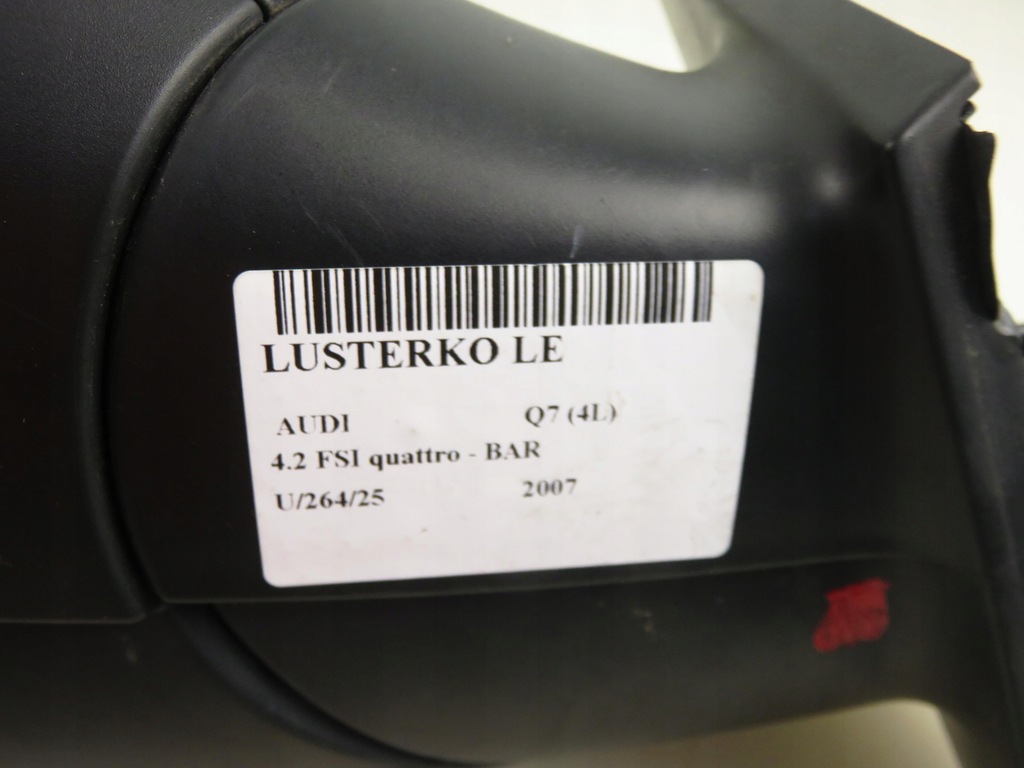 LUSTERKO LE
AUDI Q7 (4L)
4.2 FSI quattro - BAR
U/264/25 2007